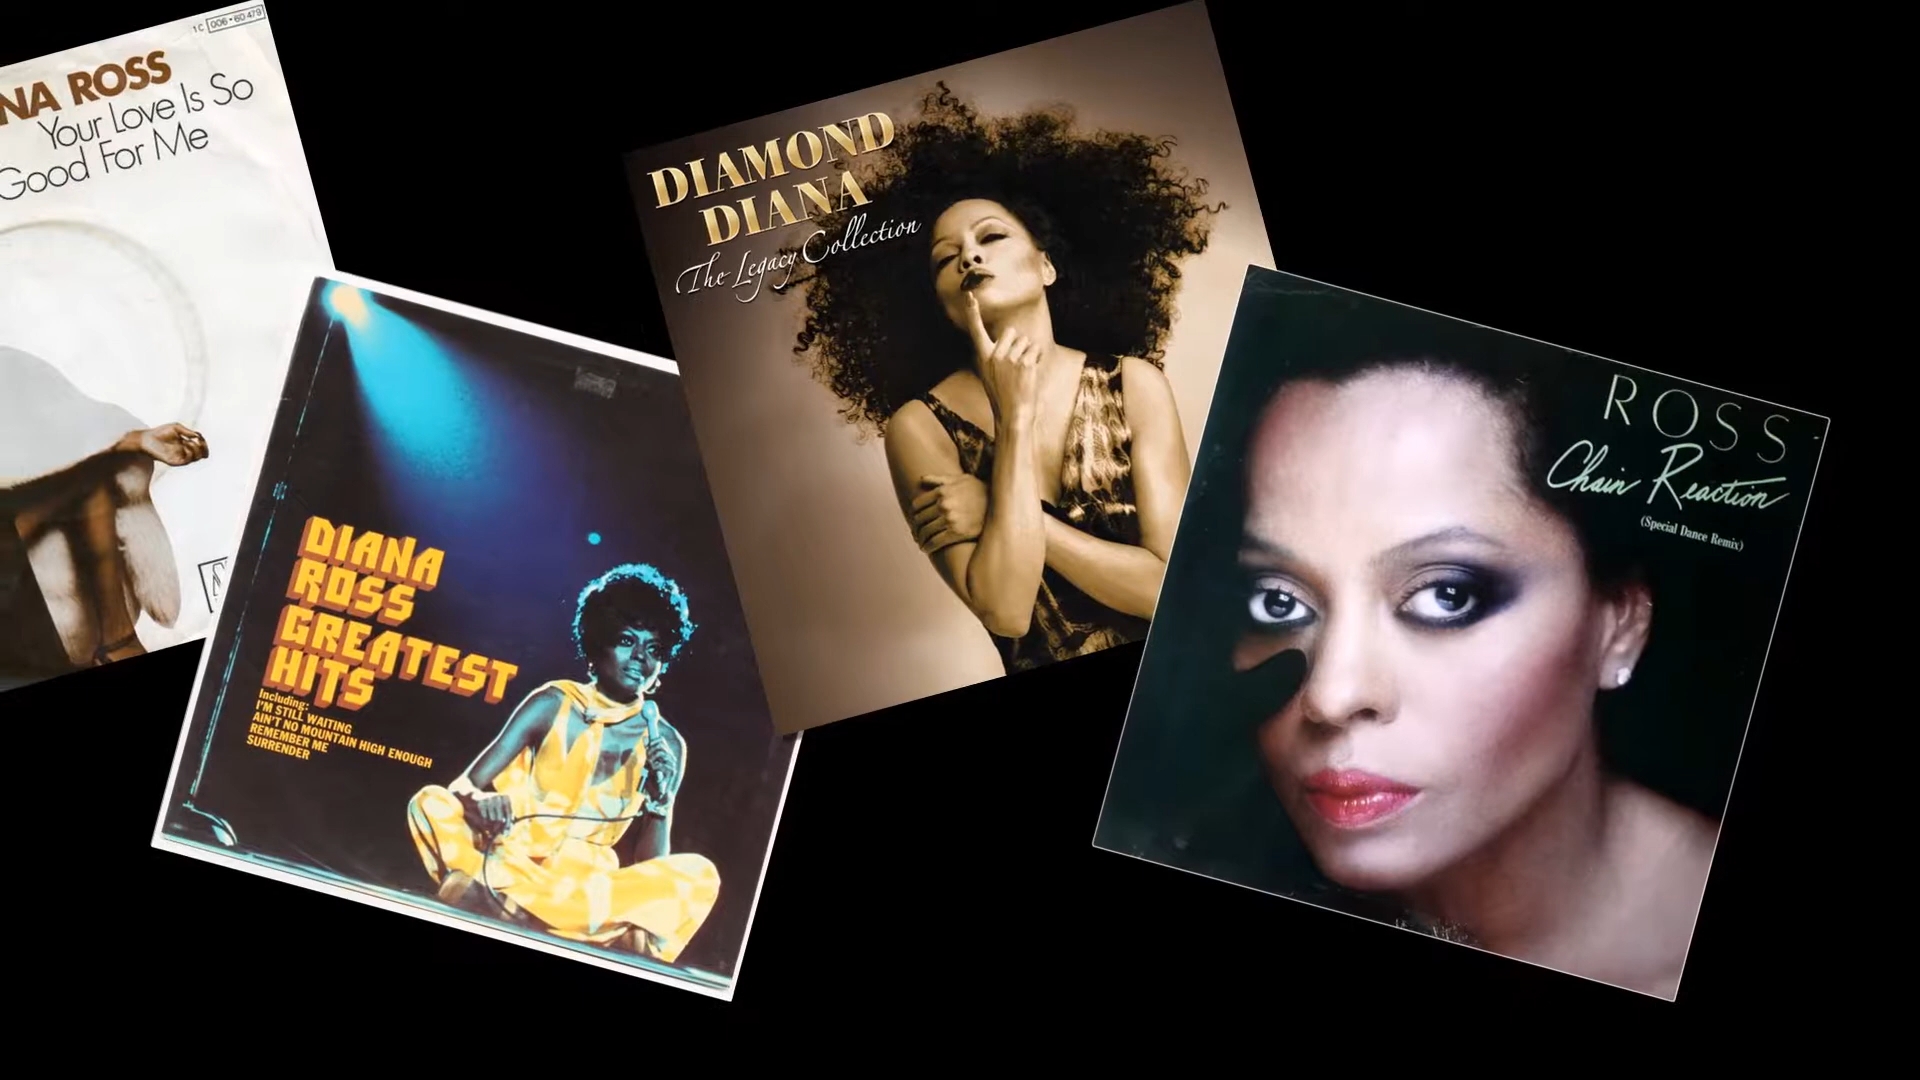 1C 006-60 479
NA ROSS
Your Love Is So
Good For Me
DIANA
ROSS
GREATEST
HITS
Including:
I'M STILL WAITING
AIN'T NO MOUNTAIN HIGH ENOUGH
REMEMBER ME
SURRENDER
DIAMOND
DIANA
The Legacy Collection
ROSS
Chain Reaction
(Special Dance Remix)